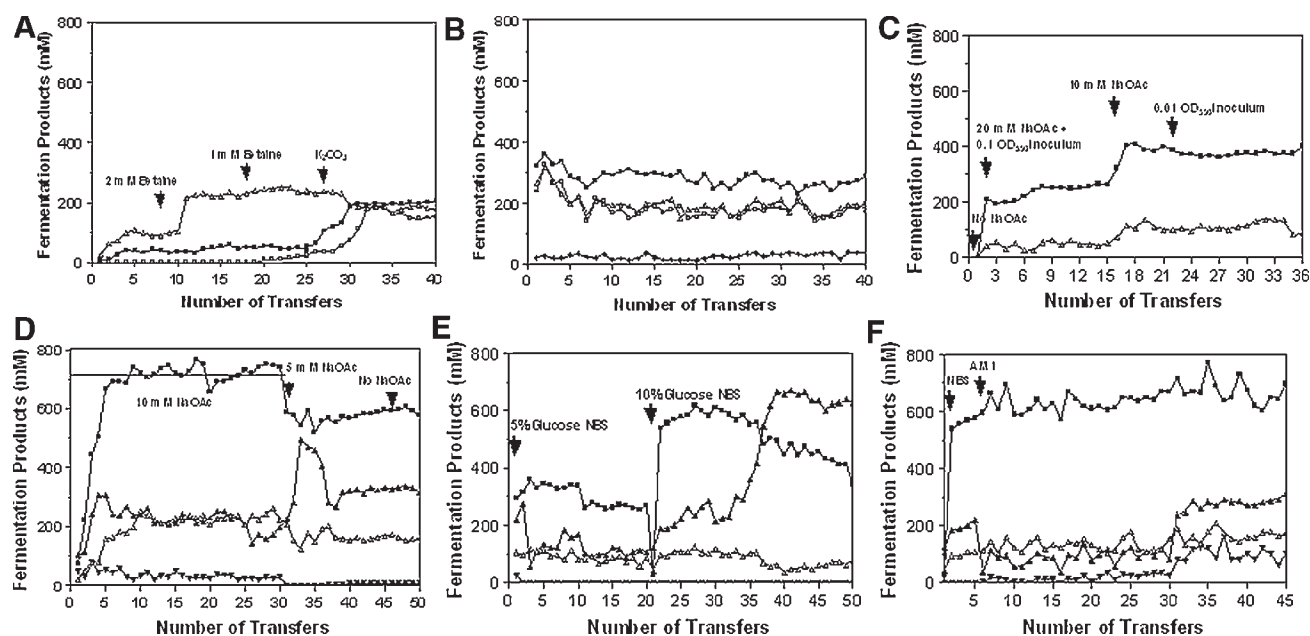 A
Fermentation Products (mM)
800
600
400
200
0
2 mM Betaine
1 mM Betaine
K2CO3
0 5 10 15 20 25 30 35 40
Number of Transfers
B
Fermentation Products (mM)
800
600
400
200
0
0 5 10 15 20 25 30 35 40
Number of Transfers
C
Fermentation Products (mM)
800
600
400
200
0
No NaOAc
20 mM NaOAc +
0.1 OD550 Inoculum
10 mM NaOAc
0.01 OD550 Inoculum
0 3 6 9 12 15 18 21 24 27 30 33 36
Number of Transfers
D
Fermentation Products (mM)
800
600
400
200
0
10 mM NaOAc
5 mM NaOAc
No NaOAc
0 5 10 15 20 25 30 35 40 45 50
Number of Transfers
E
Fermentation Products (mM)
800
600
400
200
0
5% Glucose NBS
10% Glucose NBS
0 5 10 15 20 25 30 35 40 45 50
Number of Transfers
F
Fermentation Products (mM)
800
600
400
200
0
NBS
AM1
1 5 10 15 20 25 30 35 40 45
Number of Transfers